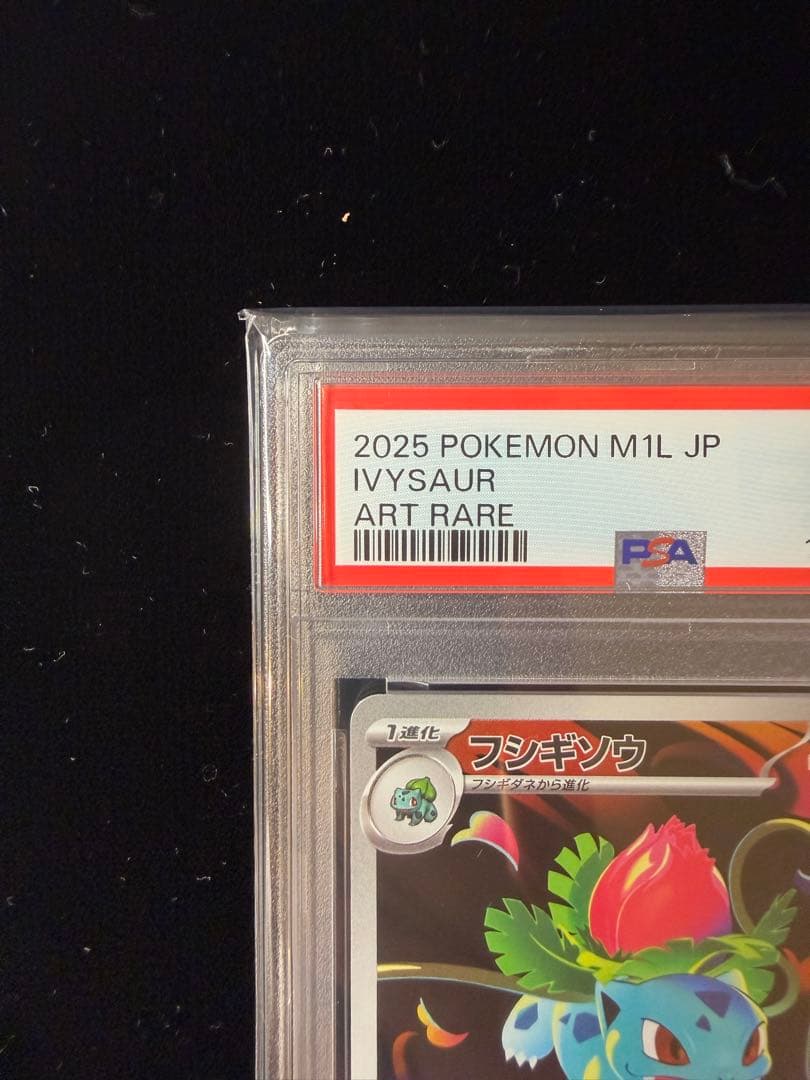 2025 POKEMON M1L JP
IVYSAUR
ART RARE
PSA
1進化
フシギソウ
フシギダネから進化